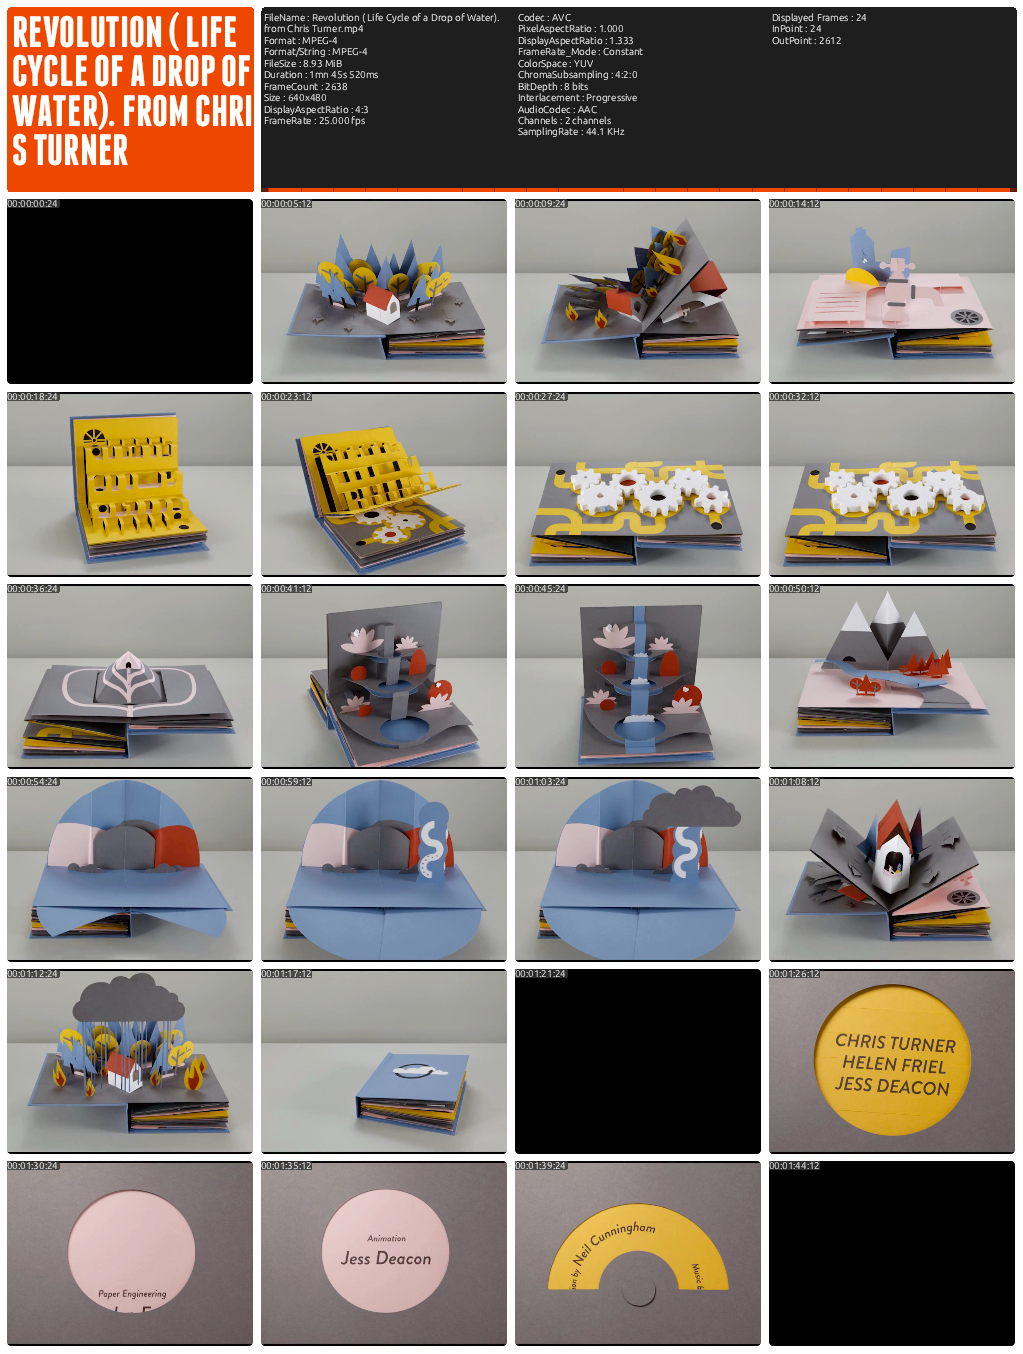 REVOLUTION ( LIFE
CYCLE OF A DROP OF
WATER). FROM CHRI
S TURNER
FileName : Revolution ( Life Cycle of a Drop of Water).
from Chris Turner.mp4
Format : MPEG-4
Format/String : MPEG-4
FileSize : 8.93 MiB
Duration : 1mn 45s 520ms
FrameCount : 2638
Size : 640x480
DisplayAspectRatio : 4:3
FrameRate : 25.000 fps
Codec : AVC
PixelAspectRatio : 1.000
DisplayAspectRatio : 1.333
FrameRate_Mode : Constant
ColorSpace : YUV
ChromaSubsampling : 4:2:0
BitDepth : 8 bits
Interlacement : Progressive
AudioCodec : AAC
Channels : 2 channels
SamplingRate : 44.1 KHz
Displayed Frames : 24
InPoint : 24
OutPoint : 2612
00:00:00:24
00:00:05:12
00:00:09:24
00:00:14:12
00:00:18:24
00:00:23:12
00:00:27:24
00:00:32:12
00:00:36:24
00:00:41:12
00:00:45:24
00:00:50:12
00:00:54:24
00:00:59:12
00:01:03:24
00:01:08:12
00:01:12:24
00:01:17:12
00:01:21:24
00:01:26:12
CHRIS TURNER
HELEN FRIEL
JESS DEACON
00:01:30:24
Paper Engineering
00:01:35:12
Animation
Jess Deacon
00:01:39:24
by Neil Cunningham
Music b
00:01:44:12